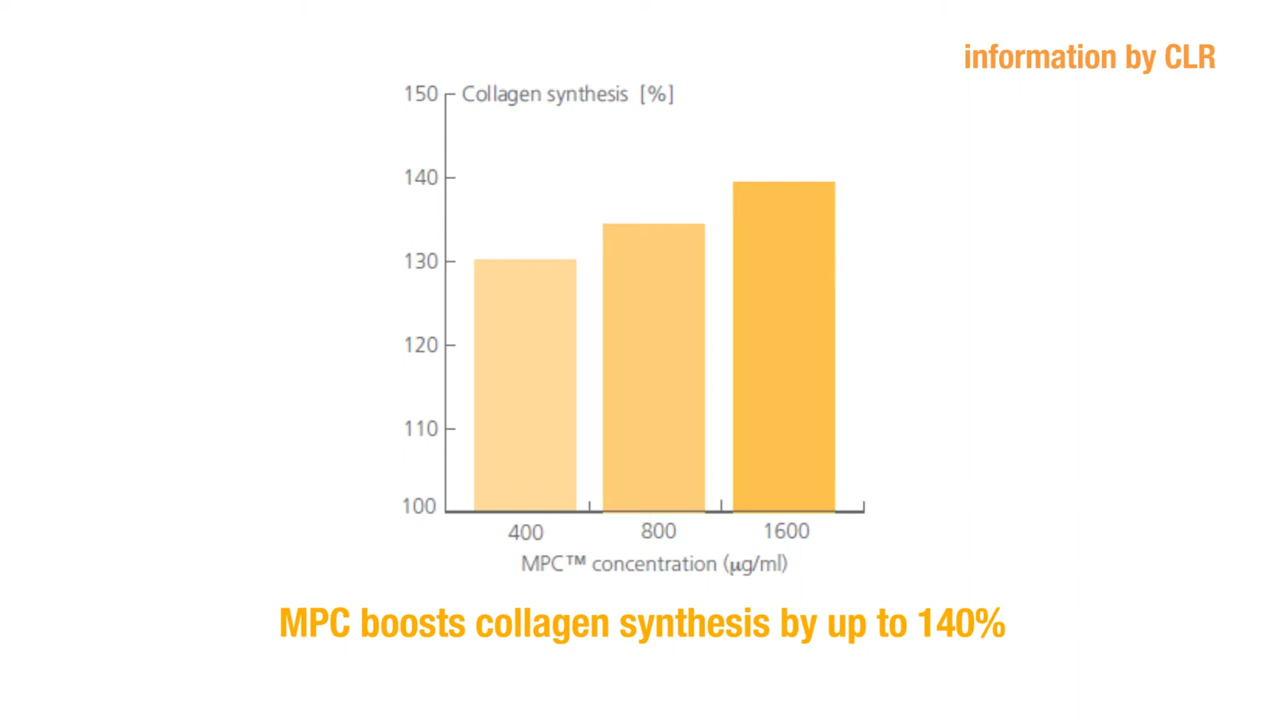 information by CLR
Collagen synthesis [%]
150
140
130
120
110
100
400 800 1600
MPC™ concentration (μg/ml)
MPC boosts collagen synthesis by up to 140%